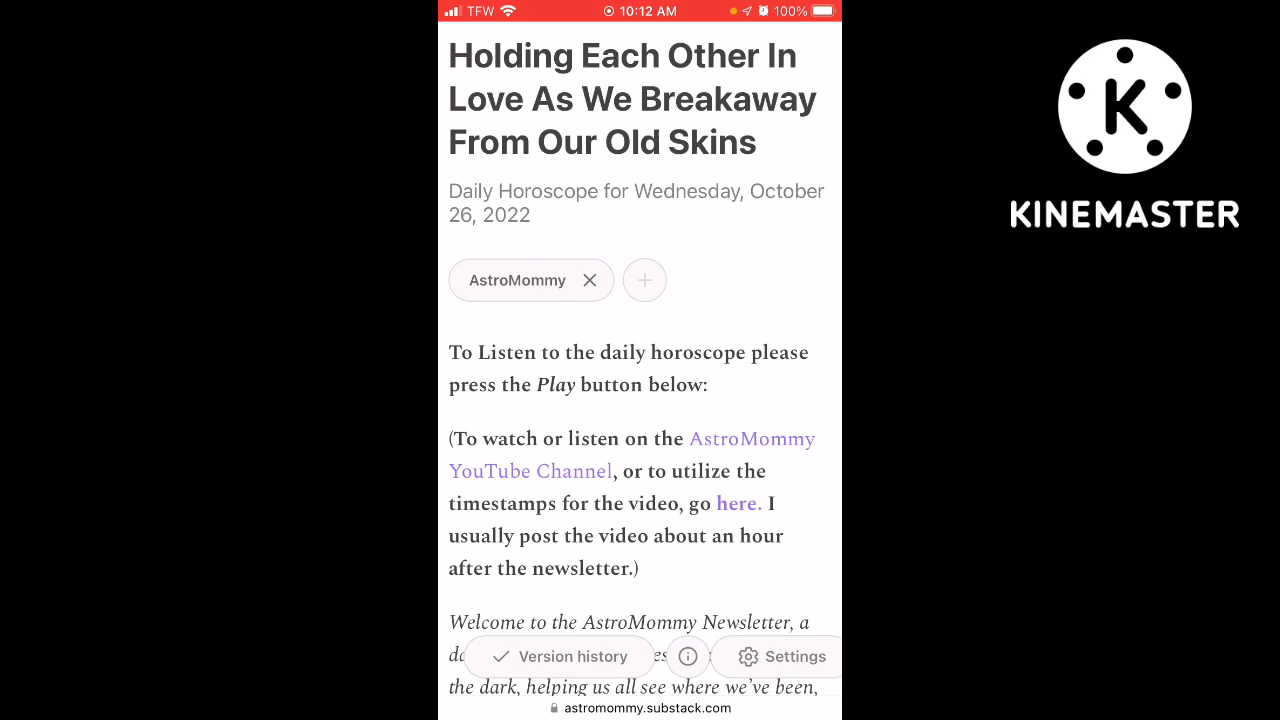 TFW 10:12 AM 100%
Holding Each Other In
Love As We Breakaway
From Our Old Skins
Daily Horoscope for Wednesday, October
26, 2022
AstroMommy
To Listen to the daily horoscope please
press the Play button below:
(To watch or listen on the AstroMommy
YouTube Channel, or to utilize the
timestamps for the video, go here. I
usually post the video about an hour
after the newsletter.)
Welcome to the AstroMommy Newsletter, a
Version history
Settings
the dark, helping us all see where we've been,
astromommy.substack.com
K
KINEMASTER